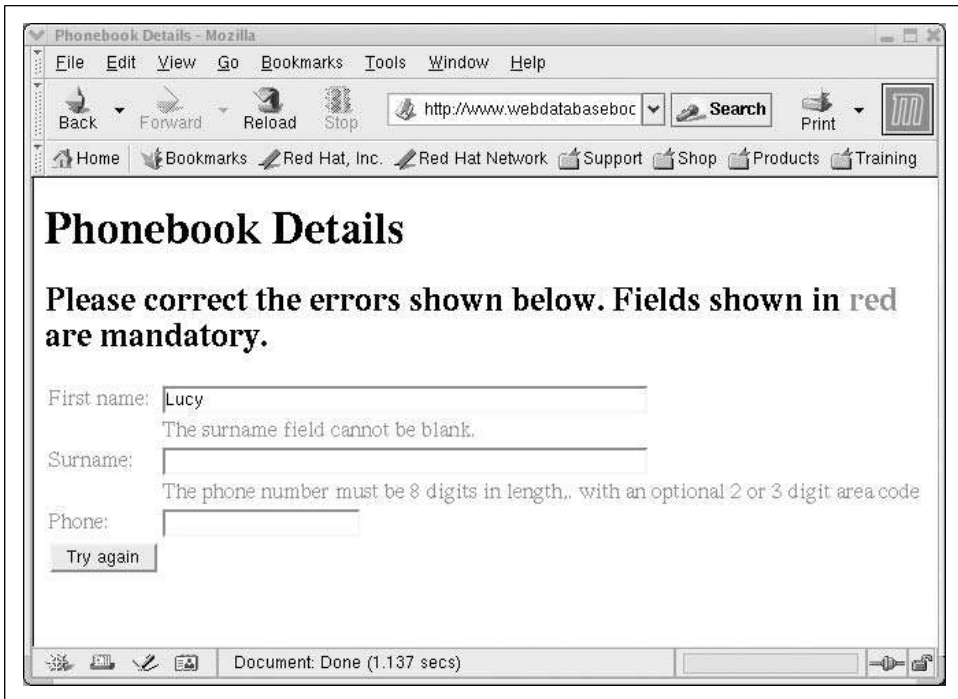 Phonebook Details - Mozilla
File Edit View Go Bookmarks Tools Window Help
Back Forward Reload Stop http://www.webdatabaseboc Search Print
Home Bookmarks Red Hat, Inc. Red Hat Network Support Shop Products Training
Phonebook Details
Please correct the errors shown below. Fields shown in red
are mandatory.
First name: Lucy
The surname field cannot be blank.
Surname:
The phone number must be 8 digits in length,. with an optional 2 or 3 digit area code
Phone:
Try again
Document: Done (1.137 secs)